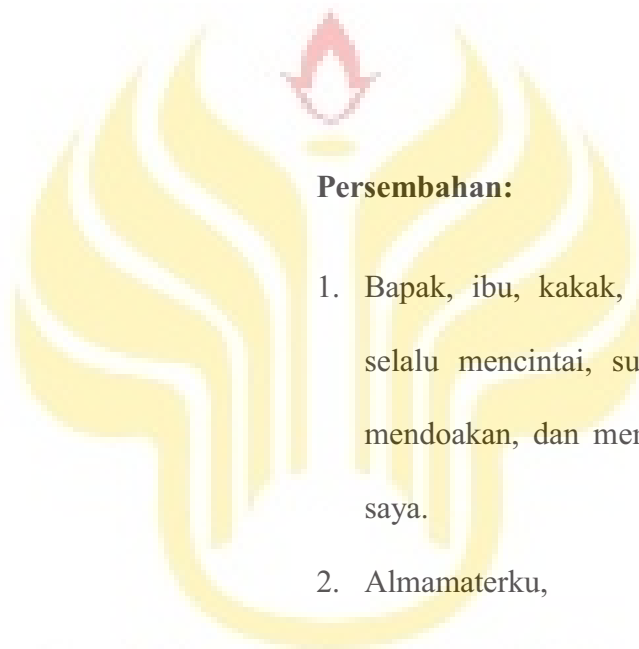 Persembahan:
1. Bapak, ibu, kakak,
selalu mencintai,
mendoakan, dan
saya.
2. Almamaterku,